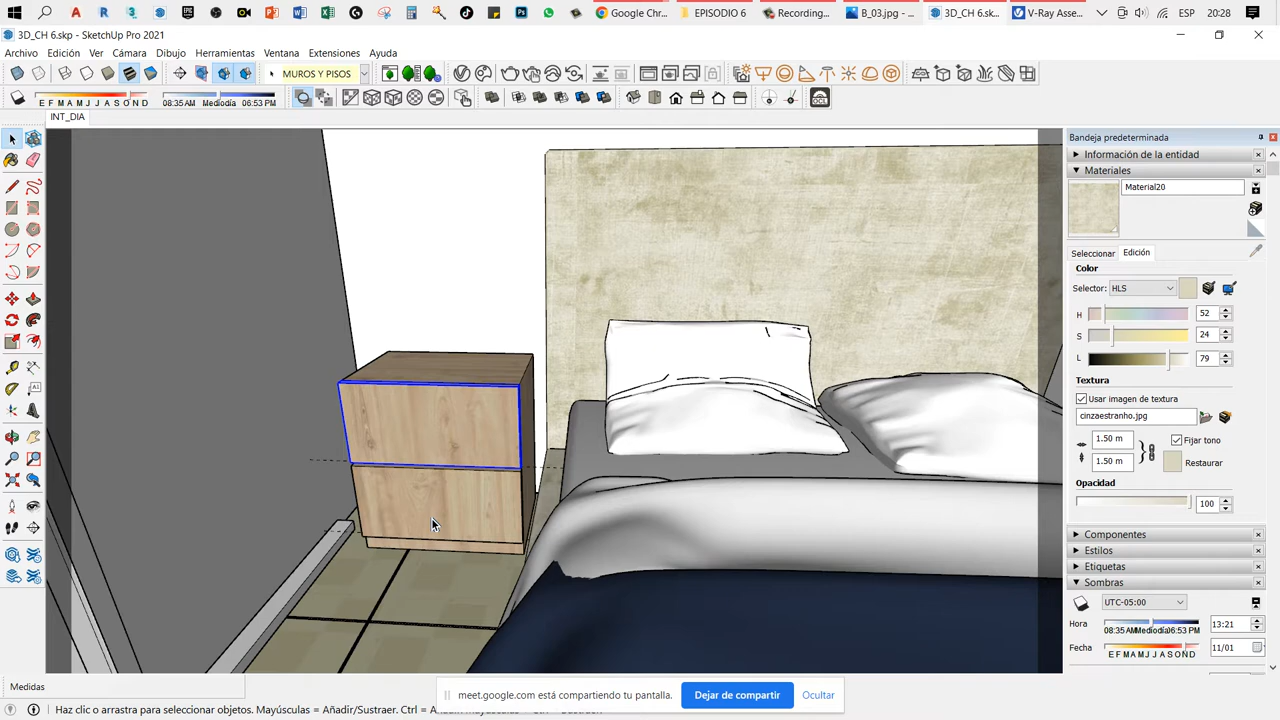 Google Chr...
EPISODIO 6
Recording...
B_03.jpg - ...
3D_CH 6.sk...
V-Ray Asse...
ESP
20:28
3D_CH 6.skp - SketchUp Pro 2021
Archivo Edición Ver Cámara Dibujo Herramientas Ventana Extensiones Ayuda
MUROS Y PISOS
E F M A M J J A S O N D
08:35 AM Mediodía 06:53 PM
INT_DIA
Bandeja predeterminada
Información de la entidad
Materiales
Material20
Seleccionar Edición
Color
Selector: HLS
H 52
S 24
L 79
Textura
Usar imagen de textura
cinzaestranho.jpg
1.50 m
Fijar tono
1.50 m
Restaurar
Opacidad
100
Componentes
Estilos
Etiquetas
Sombras
UTC-05:00
Hora
08:35 AM Mediodía 06:53 PM
13:21
Fecha
E F M A M J J A S O N D
11/01
Medidas
meet.google.com está compartiendo tu pantalla.
Dejar de compartir
Ocultar
Haz clic o arrastra para seleccionar objetos. Mayúsculas = Añadir/Sustraer. Ctrl =